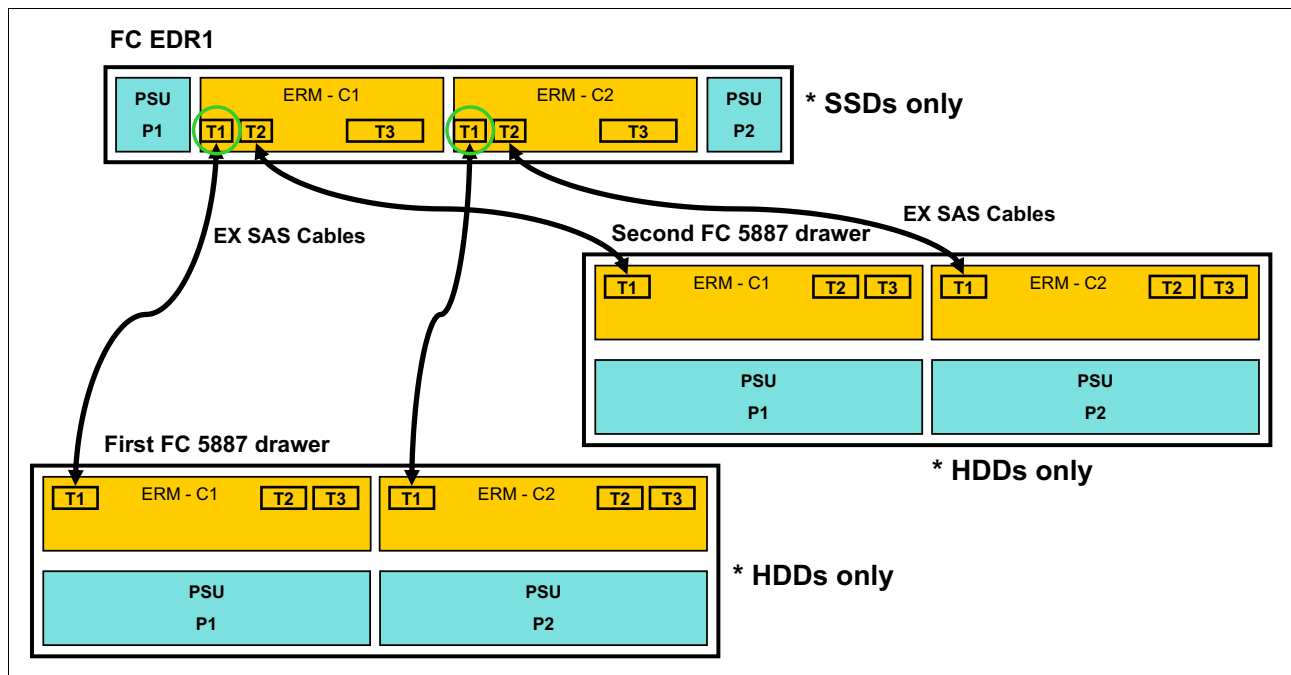 FC EDR1
PSU
P1
ERM - C1
T1
T2
T3
ERM - C2
T1
T2
T3
PSU
P2
* SSDs only
EX SAS Cables
EX SAS Cables
Second FC 5887 drawer
T1
ERM - C1
T2
T3
T1
ERM - C2
T2
T3
PSU
P1
PSU
P2
* HDDs only
First FC 5887 drawer
T1
ERM - C1
T2
T3
T1
ERM - C2
T2
T3
PSU
P1
PSU
P2
* HDDs only